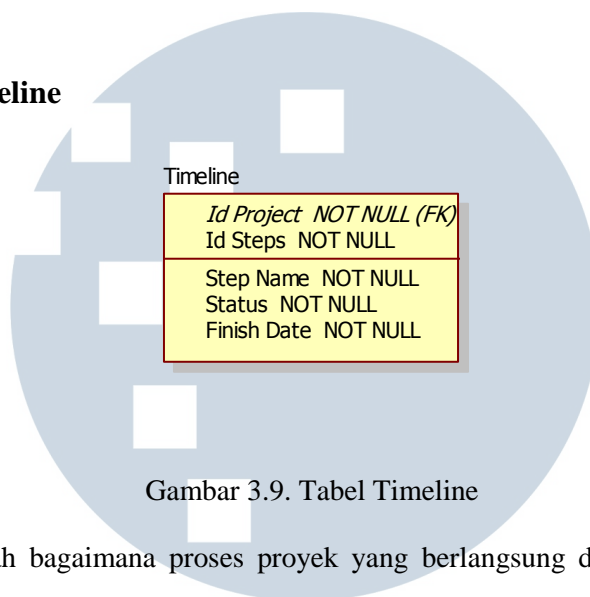 eline
Timeline
Id Project NOT NULL (FK)
Id Steps NOT NULL
Step Name NOT NULL
Status NOT NULL
Finish Date NOT NULL
Gambar 3.9. Tabel Timeline
ah bagaimana proses proyek yang berlangsung d